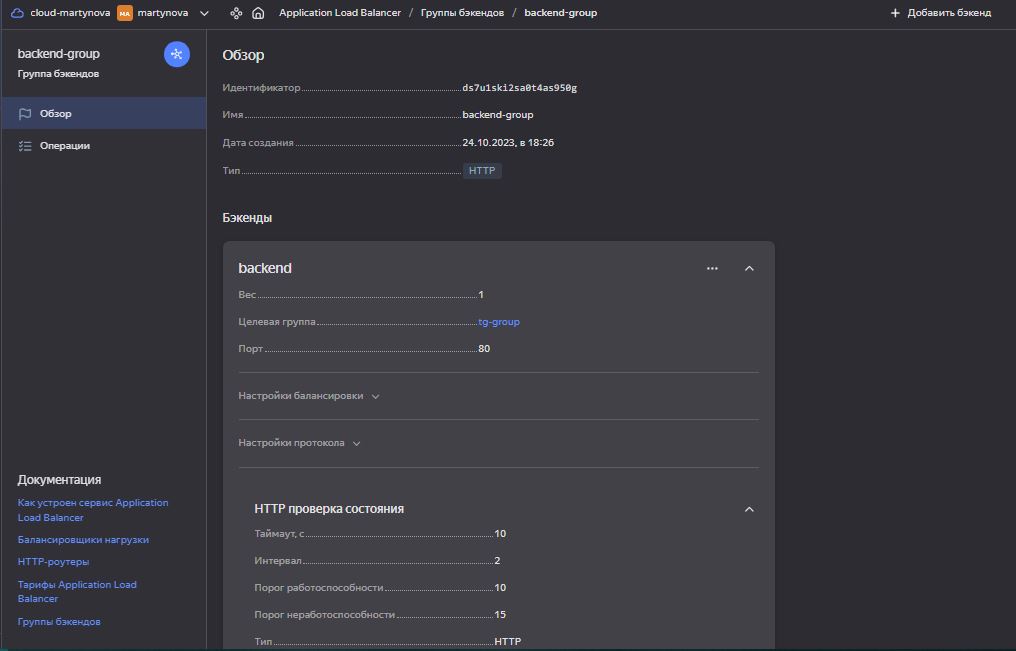 cloud-martynova MA martynova Application Load Balancer / Группы бэкендов / backend-group + Добавить бэкенд
backend-group
Группа бэкендов
Обзор
Операции
Документация
Как устроен сервис Application
Load Balancer
Балансировщики нагрузки
HTTP-роутеры
Тарифы Application Load
Balancer
Группы бэкендов
Обзор
Идентификатор ds7u1ski2sa0t4as950g
Имя backend-group
Дата создания 24.10.2023, в 18:26
Тип HTTP
Бэкенды
backend
Вес 1
Целевая группа tg-group
Порт 80
Настройки балансировки
Настройки протокола
HTTP проверка состояния
Таймаут, с 10
Интервал 2
Порог работоспособности 10
Порог неработоспособности 15
Тип HTTP